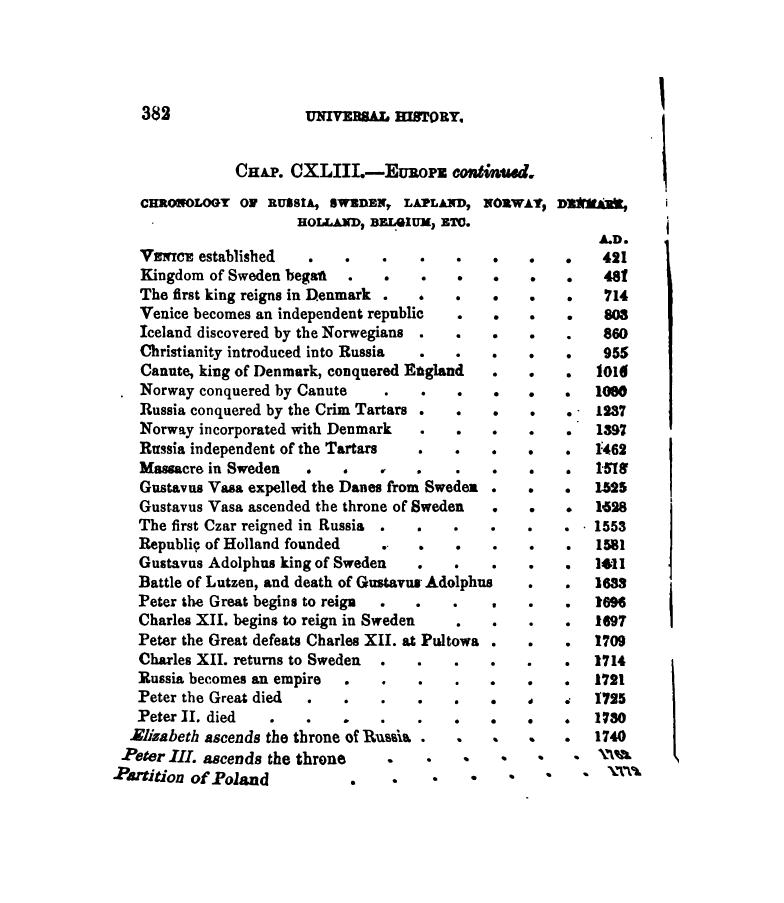 382 UNIVERSAL HISTORY.
CHAP. CXLIII.—EUROPE continued.
CHRONOLOGY OF RUSSIA, SWEDEN, LAPLAND, NORWAY, DENMARK,
HOLLAND, BELGIUM, ETC.
A.D.
VENICE established . . . . . . . . 421
Kingdom of Sweden began . . . . . . . 481
The first king reigns in Denmark . . . . . . 714
Venice becomes an independent republic . . . . 803
Iceland discovered by the Norwegians . . . . . 860
Christianity introduced into Russia . . . . . 955
Canute, king of Denmark, conquered England . . . 1016
Norway conquered by Canute . . . . . .
Russia conquered by the Crim Tartars . . . . . 1237
Norway incorporated with Denmark . . . . . 1397
Russia independent of the Tartars . . . . . 1462
Massacre in Sweden . . . . . . . . 1518
Gustavus Vasa expelled the Danes from Sweden . . . 1525
Gustavus Vasa ascended the throne of Sweden . . . 1528
The first Czar reigned in Russia . . . . . . 1553
Republic of Holland founded . . . . . . 1581
Gustavus Adolphus king of Sweden . . . . . 1611
Battle of Lutzen, and death of Gustavus Adolphus . . 1633
Peter the Great begins to reign . . . . . . 1696
Charles XII. begins to reign in Sweden . . . . 1697
Peter the Great defeats Charles XII. at Pultowa . . . 1709
Charles XII. returns to Sweden . . . . . . 1714
Russia becomes an empire . . . . . . . 1721
Peter the Great died . . . . . . . . 1725
Peter II. died . . . . . . . . . 1730
Elizabeth ascends the throne of Russia . . . . . 1740
Peter III. ascends the throne . . . . . . 1762
Partition of Poland . . . . . . . 1772